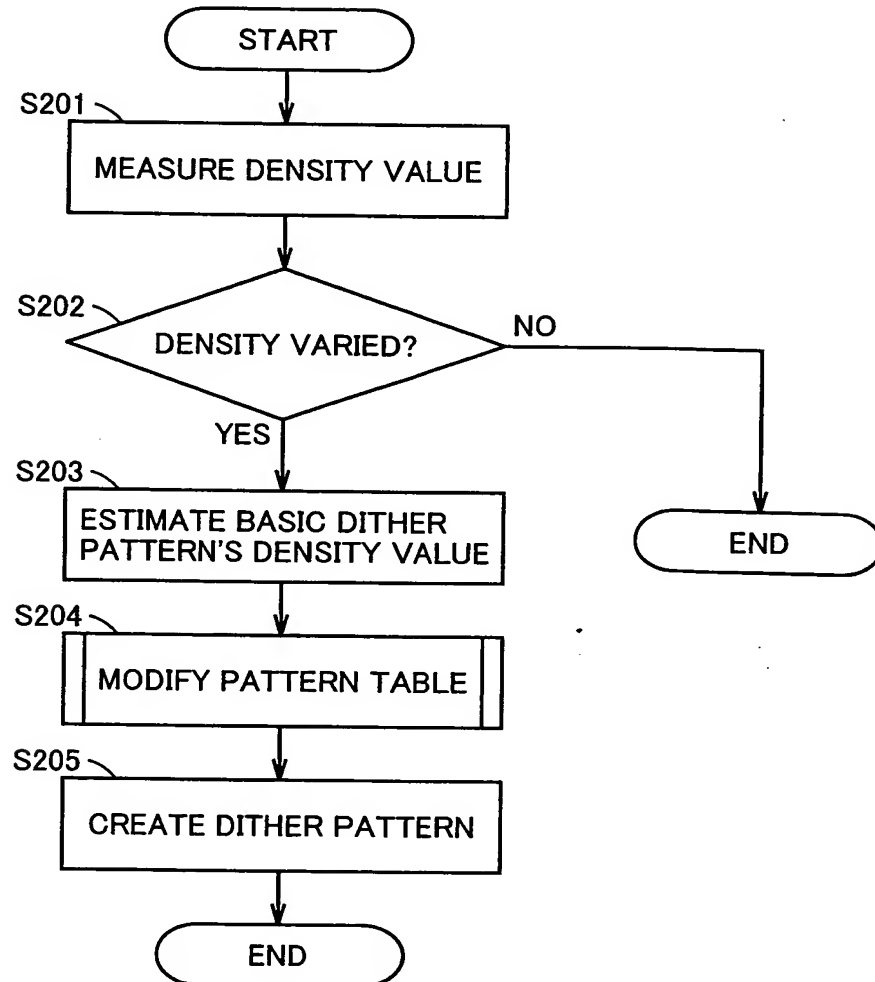 START
S201
MEASURE DENSITY VALUE
S202
DENSITY VARIED?
NO
YES
S203
ESTIMATE BASIC DITHER
PATTERN'S DENSITY VALUE
END
S204
MODIFY PATTERN TABLE
S205
CREATE DITHER PATTERN
END